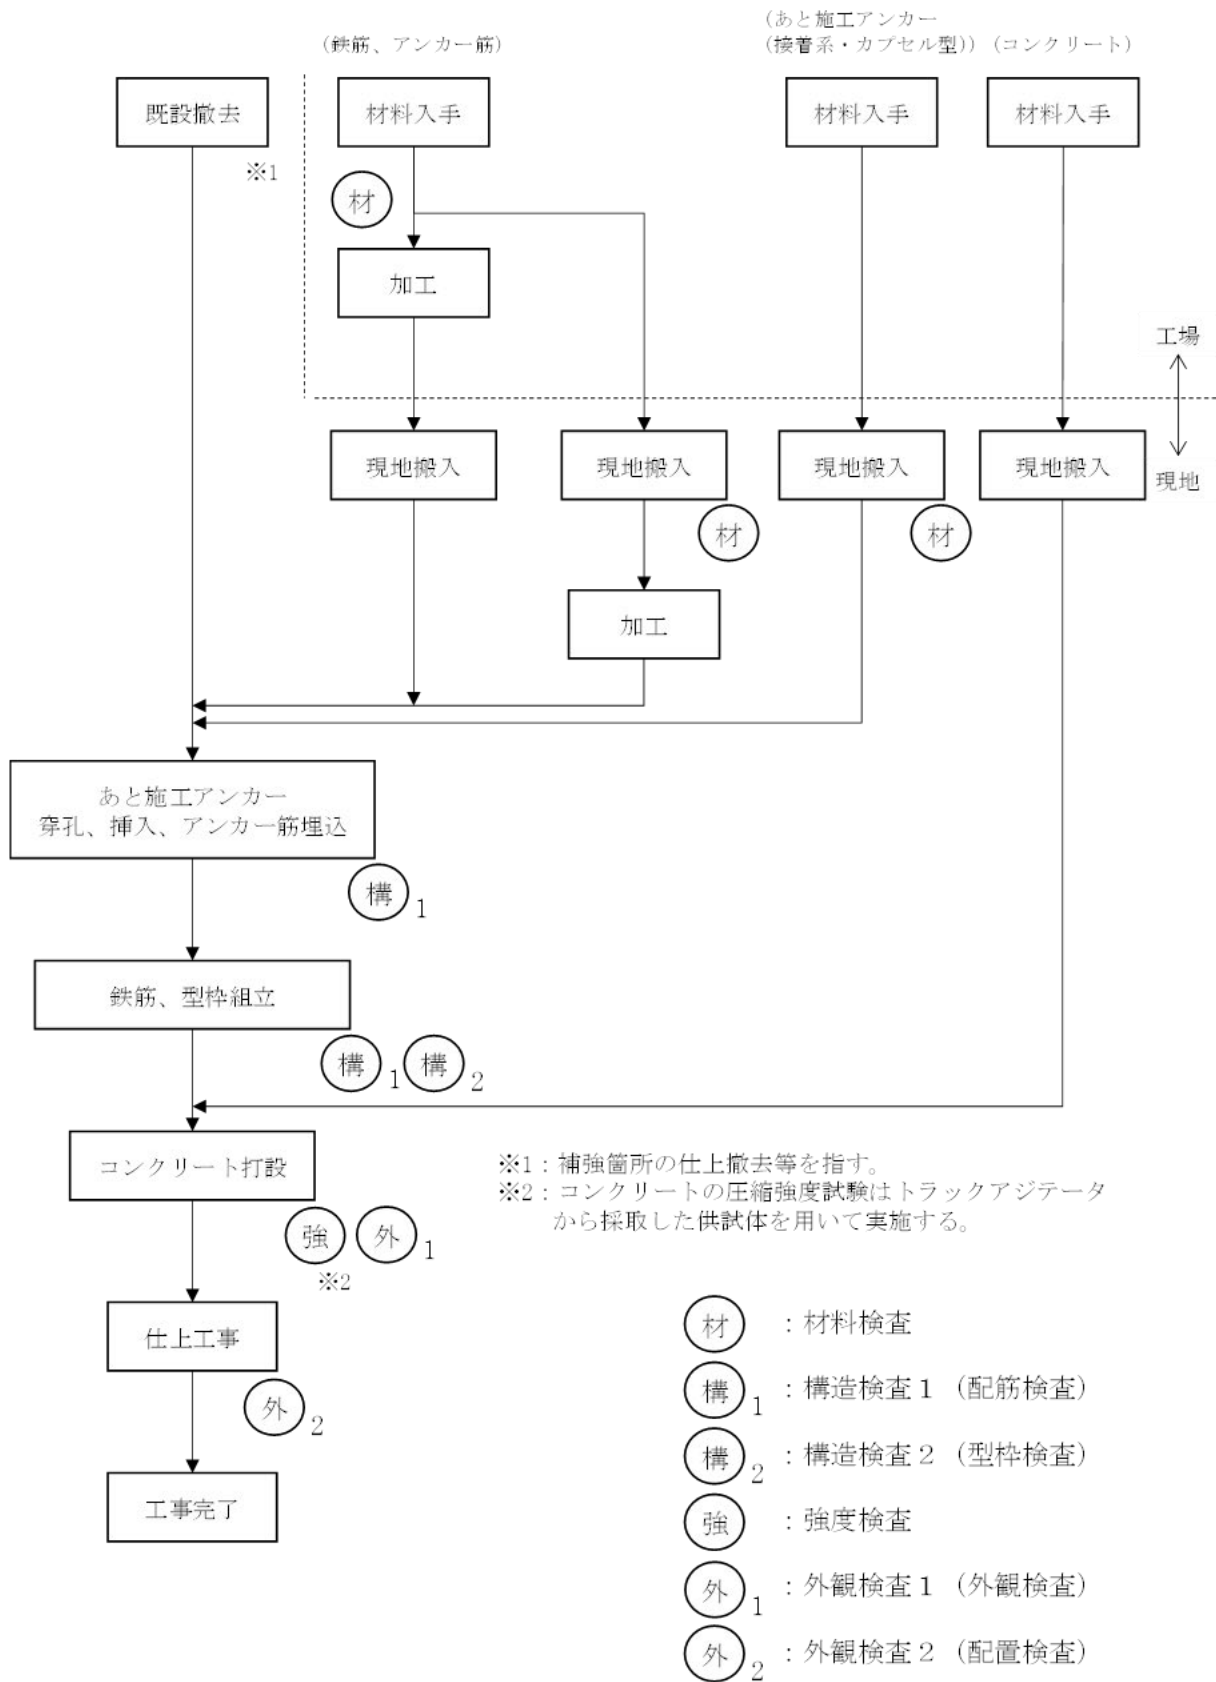 (あと施工アンカー
(鉄筋、アンカー筋)
(接着系・カプセル型)) (コンクリート)
既設撤去
材料入手
材料入手
材料入手
※1
材
加工
工場
現地搬入
現地搬入
現地搬入
現地搬入
現地
材
材
加工
あと施工アンカー
穿孔、挿入、アンカー筋埋込
構1
鉄筋、型枠組立
構1 構2
コンクリート打設
※1：補強箇所の仕上撤去等を指す。
※2：コンクリートの圧縮強度試験はトラックアジテータ
から採取した供試体を用いて実施する。
強 外1
※2
仕上工事
外2
工事完了
材 ：材料検査
構1 ：構造検査１ (配筋検査)
構2 ：構造検査２ (型枠検査)
強 ：強度検査
外1 ：外観検査１ (外観検査)
外2 ：外観検査２ (配置検査)